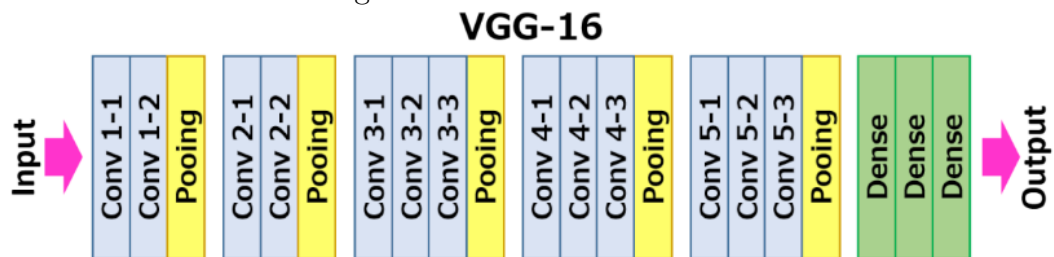 VGG-16
Input
Conv 1-1
Conv 1-2
Pooing
Conv 2-1
Conv 2-2
Pooing
Conv 3-1
Conv 3-2
Conv 3-3
Pooing
Conv 4-1
Conv 4-2
Conv 4-3
Pooing
Conv 5-1
Conv 5-2
Conv 5-3
Pooing
Dense
Dense
Dense
Output